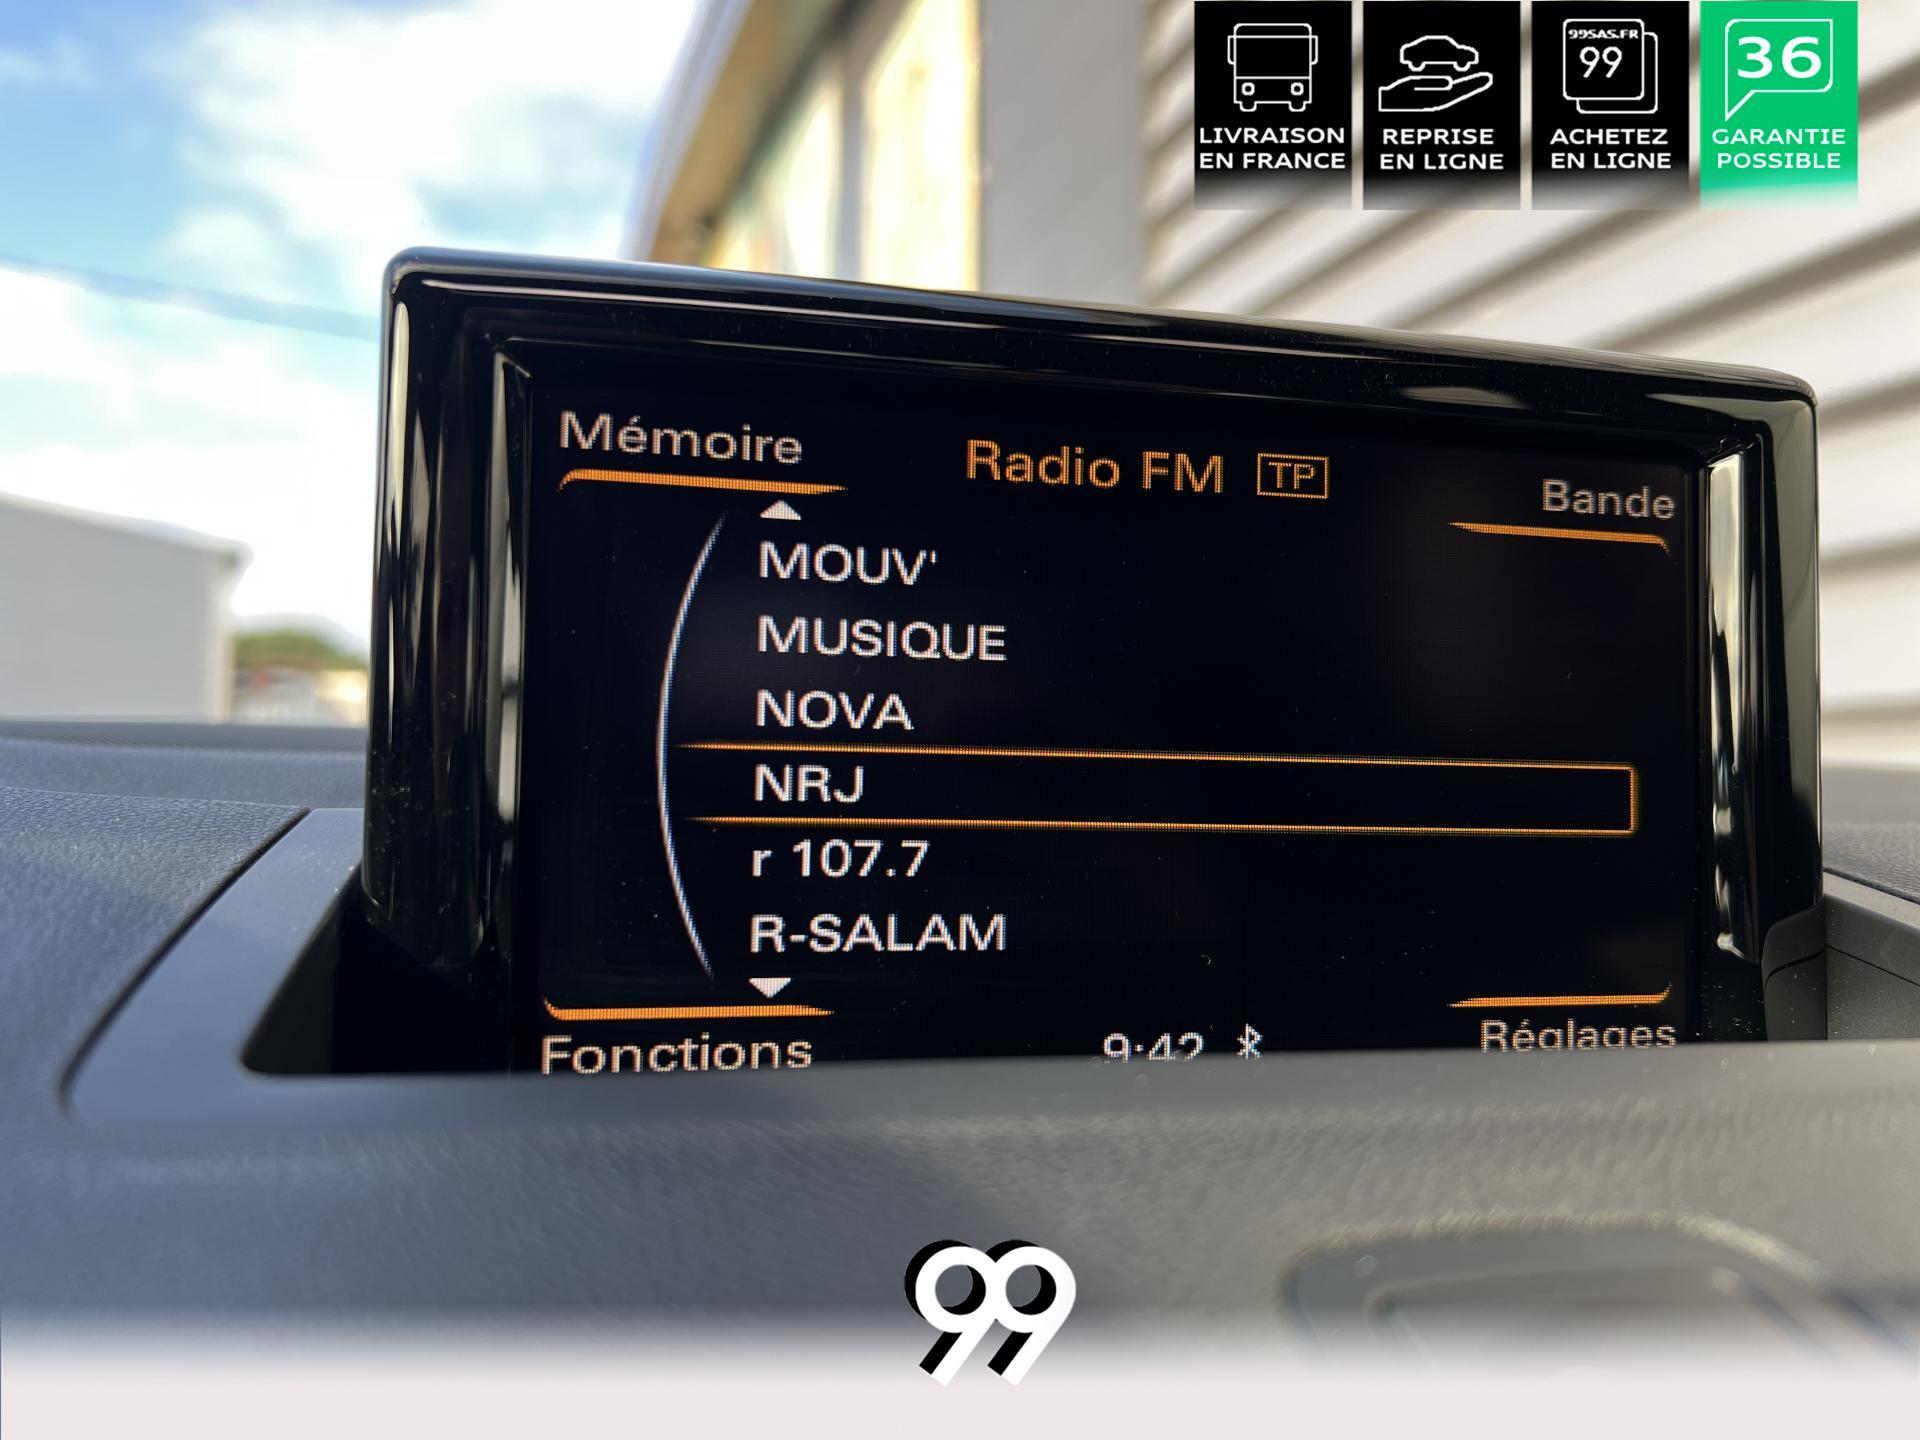 LIVRAISON
EN FRANCE
REPRISE
EN LIGNE
99SAS.FR
99
ACHETEZ
EN LIGNE
36
GARANTIE
POSSIBLE
Mémoire
Radio FM TP
Bande
MOUV'
MUSIQUE
NOVA
NRJ
r 107.7
R-SALAM
Fonctions
9:42
Réglages
99